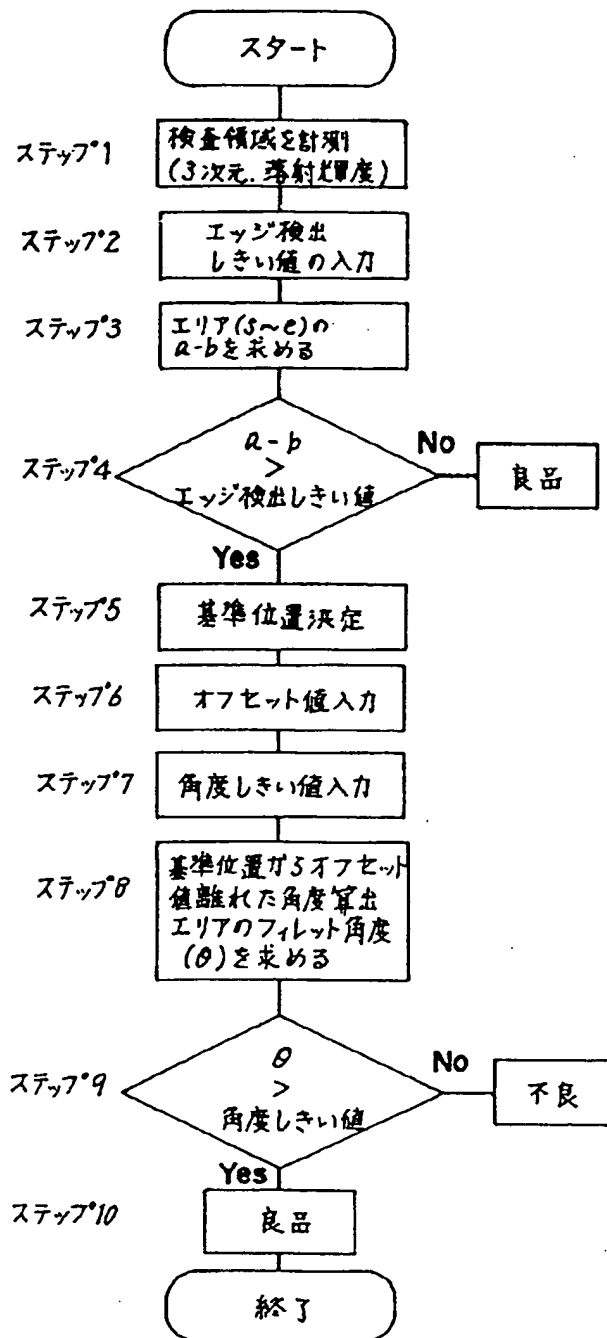 スタート
ステップ1
検査領域を計測
(3次元.落射輝度)
ステップ2
エッジ検出
しきい値の入力
ステップ3
エリア(s~e)の
a-bを求める
ステップ4
a-b
>
エッジ検出しきい値
No
良品
Yes
ステップ5
基準位置決定
ステップ6
オフセット値入力
ステップ7
角度しきい値入力
ステップ8
基準位置からオフセット
値離れた角度算出
エリアのフィレット角度
(θ)を求める
ステップ9
θ
>
角度しきい値
No
不良
Yes
ステップ10
良品
終了